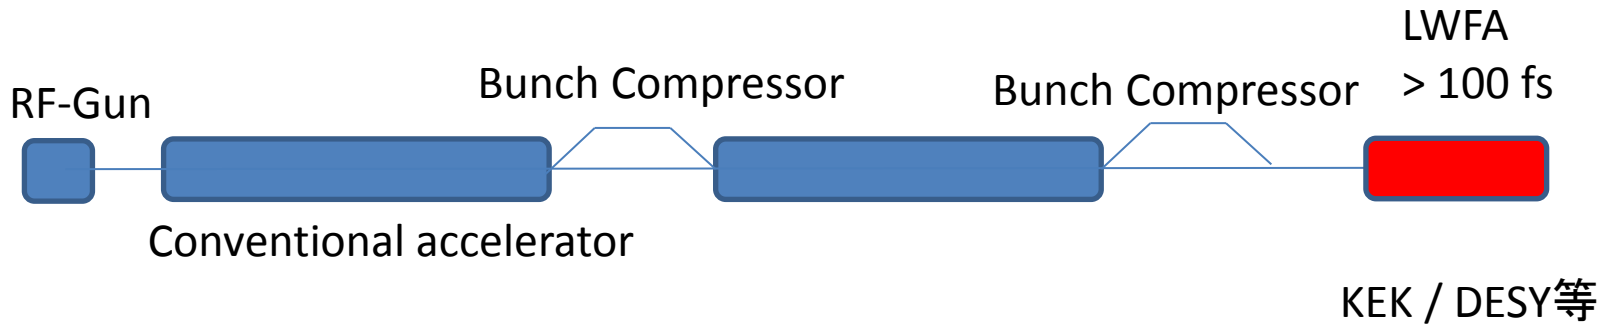 RF-Gun
Bunch Compressor
Bunch Compressor
LWFA
> 100 fs
Conventional accelerator
KEK / DESY等